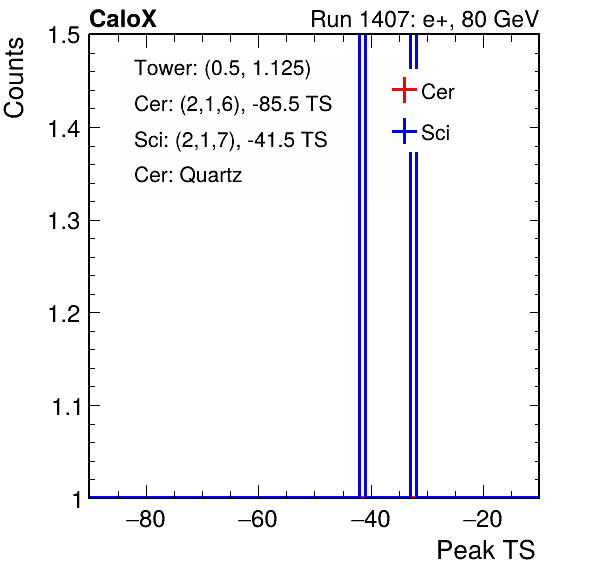 CaloX Run 1407: e+, 80 GeV
Counts
1.5
1.4
1.3
1.2
1.1
1
Tower: (0.5, 1.125)
Cer: (2,1,6), -85.5 TS
Sci: (2,1,7), -41.5 TS
Cer: Quartz
Cer
Sci
−80 −60 −40 −20
Peak TS